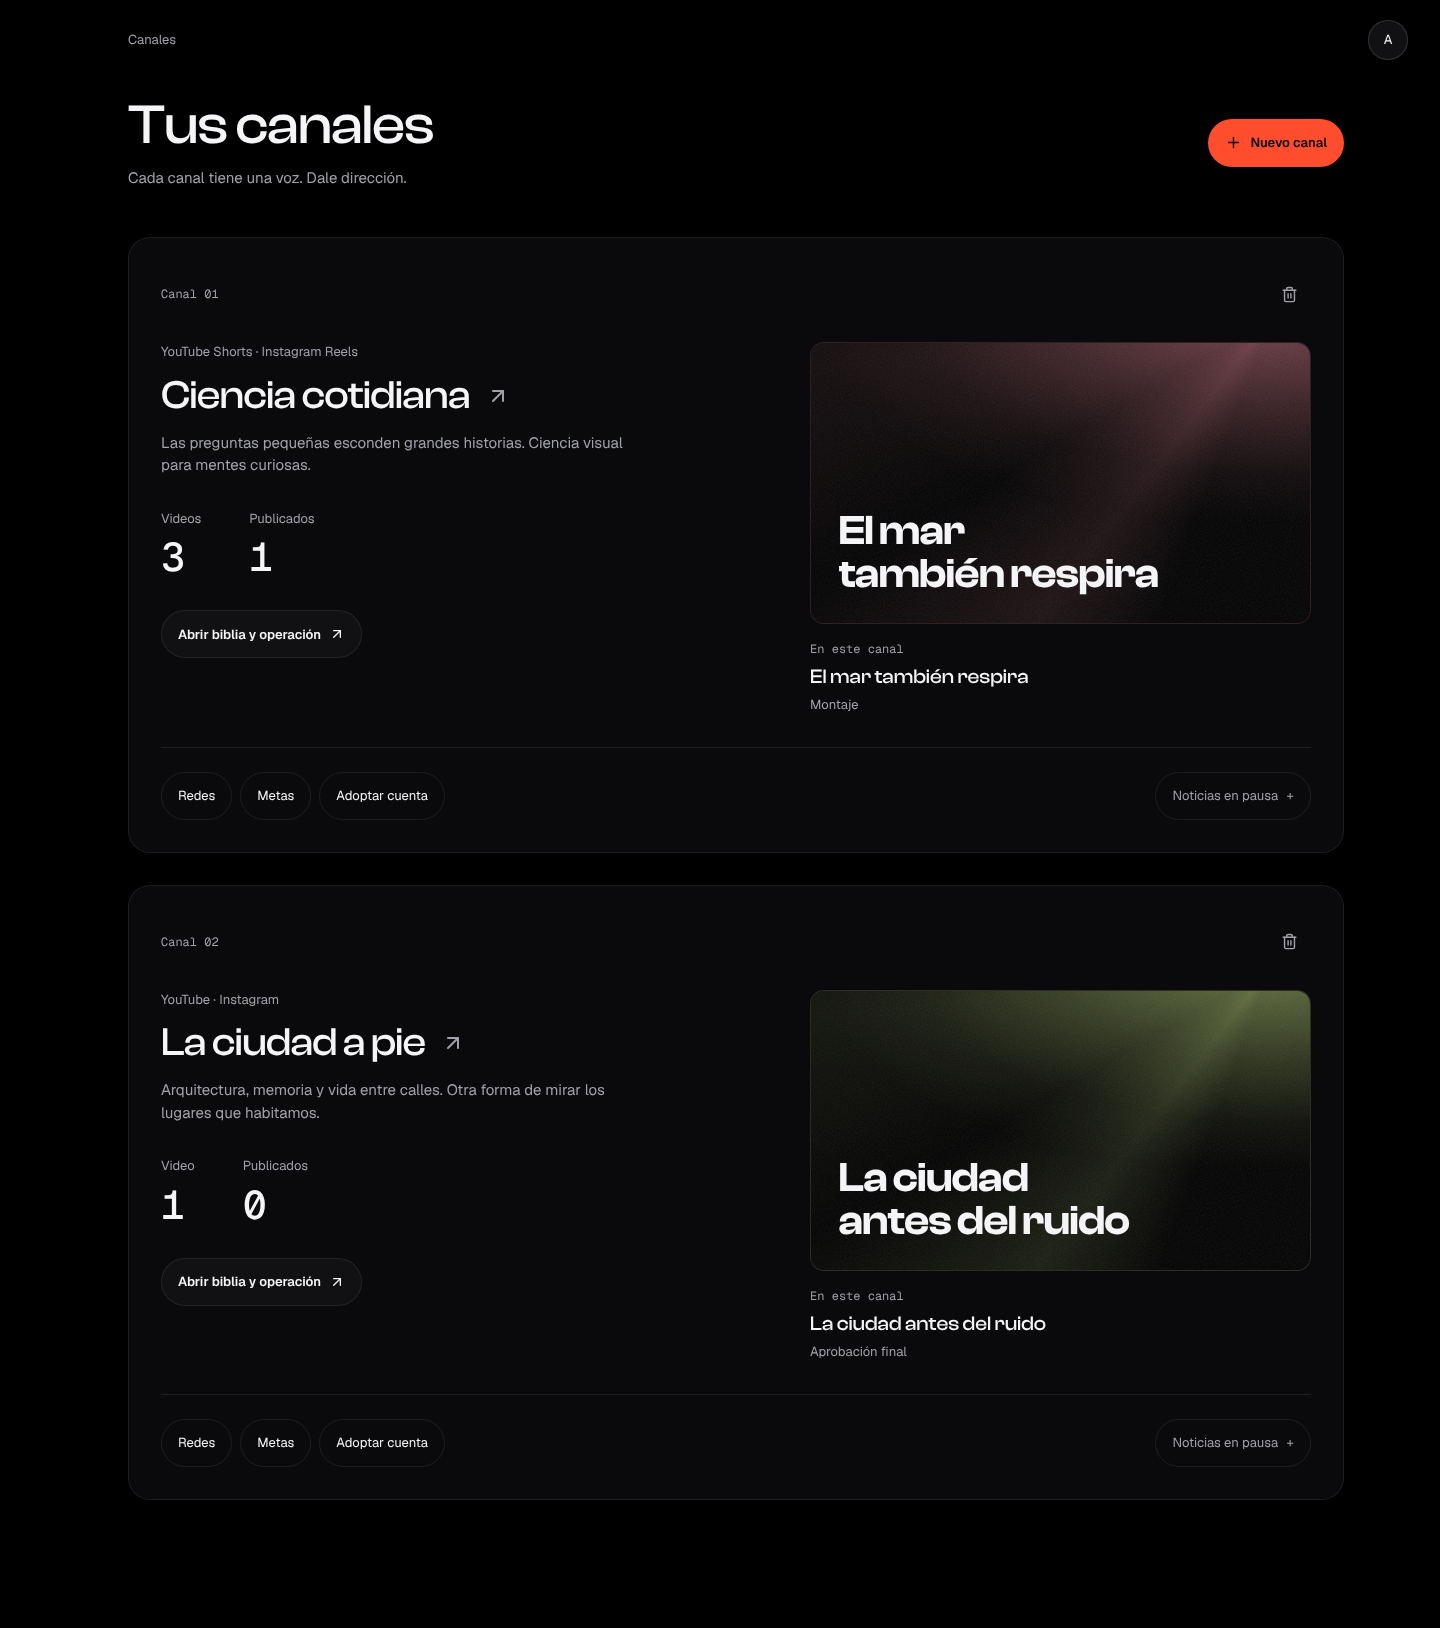 Canales
A
Tus canales
Nuevo canal
Cada canal tiene una voz. Dale dirección.
Canal 01
YouTube Shorts · Instagram Reels
Ciencia cotidiana
Las preguntas pequeñas esconden grandes historias. Ciencia visual
para mentes curiosas.
Videos
Publicados
3
1
Abrir biblia y operación
El mar
también respira
En este canal
El mar también respira
Montaje
Redes
Metas
Adoptar cuenta
Noticias en pausa +
Canal 02
YouTube · Instagram
La ciudad a pie
Arquitectura, memoria y vida entre calles. Otra forma de mirar los
lugares que habitamos.
Video
Publicados
1
0
Abrir biblia y operación
La ciudad
antes del ruido
En este canal
La ciudad antes del ruido
Aprobación final
Redes
Metas
Adoptar cuenta
Noticias en pausa +